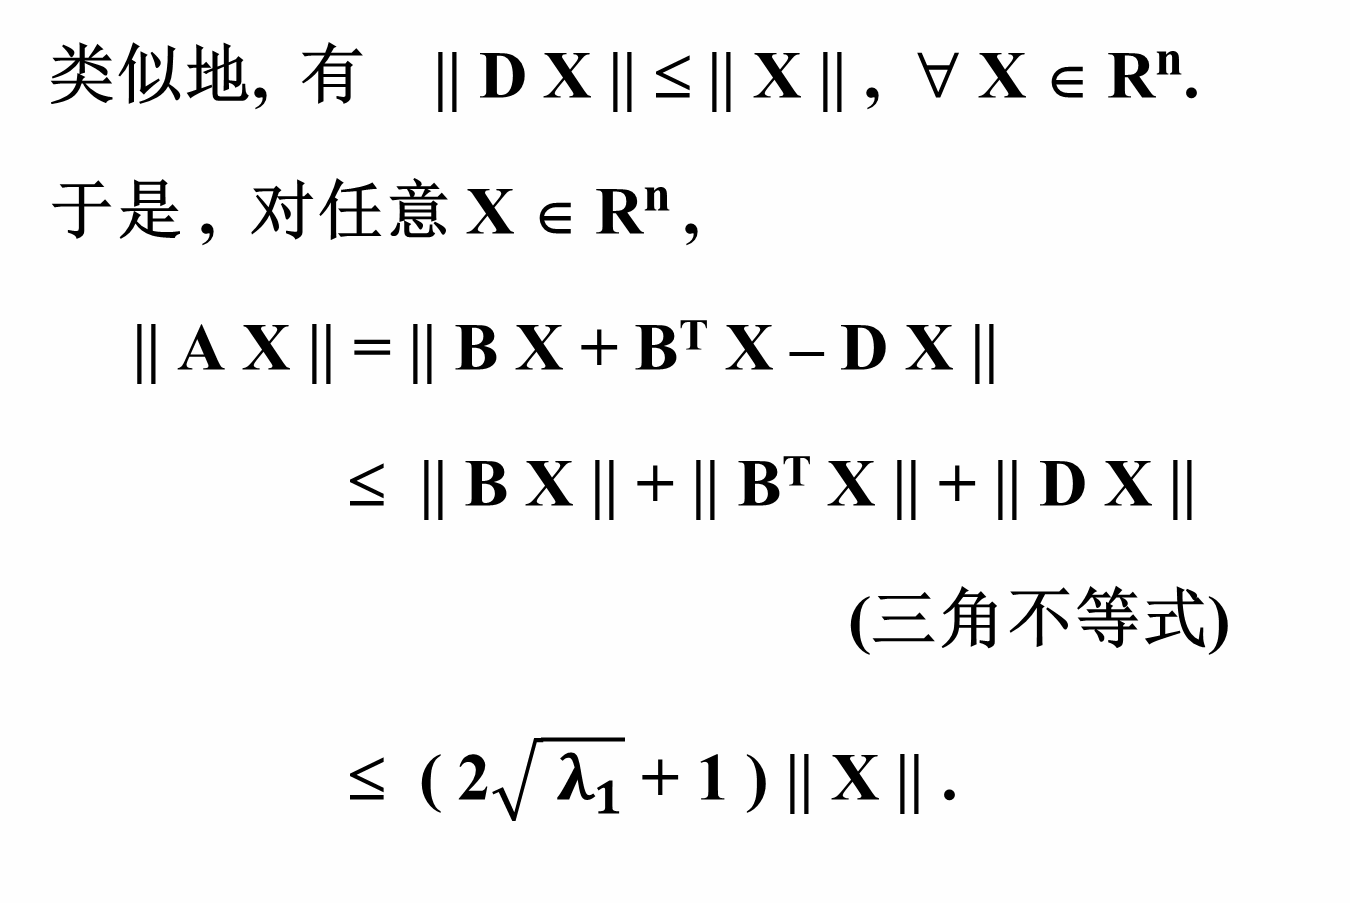 类似地, 有 || D X || ≤ || X || , ∀ X ∈ Rⁿ.
于是 , 对任意 X ∈ Rⁿ ,
|| A X || = || B X + Bᵀ X – D X ||
≤ || B X || + || Bᵀ X || + || D X ||
(三角不等式)
≤ ( 2√λ₁ + 1 ) || X || .